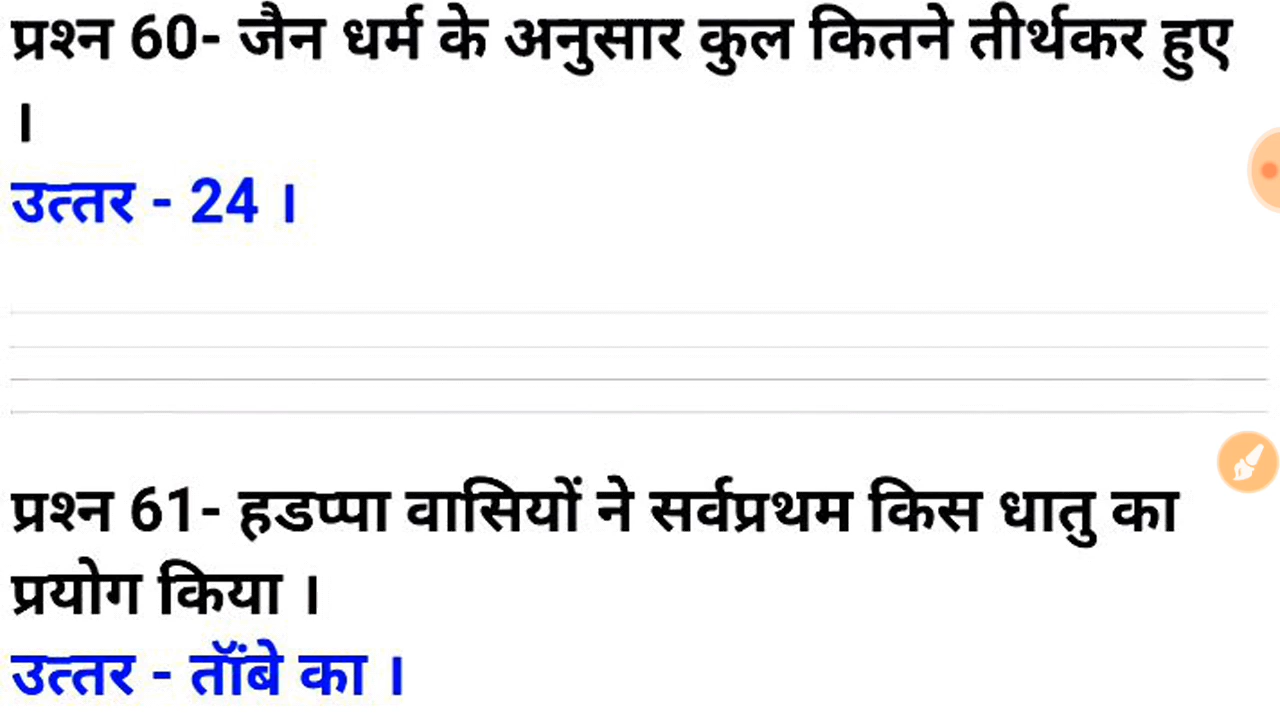 प्रश्न 60- जैन धर्म के अनुसार कुल कितने तीर्थकर हुए
।
उत्तर - 24 ।
प्रश्न 61- हडप्पा वासियों ने सर्वप्रथम किस धातु का
प्रयोग किया ।
उत्तर - तॉंबे का ।